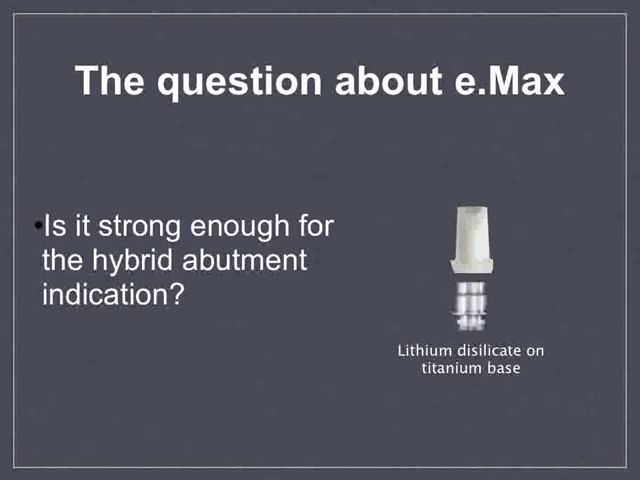 The question about e.Max
•Is it strong enough for
the hybrid abutment
indication?
Lithium disilicate on
titanium base